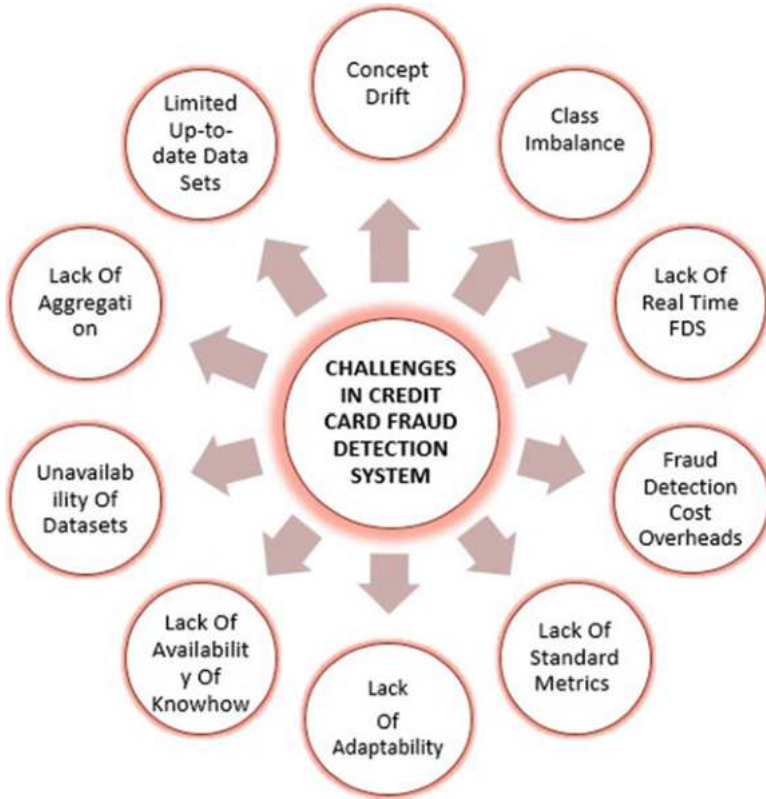 Concept
Drift
Class
Imbalance
Lack Of
Real Time
FDS
Fraud
Detection
Cost
Overheads
Lack Of
Standard
Metrics
Lack
Of
Adaptability
Lack Of
Availabilit
y Of
Knowhow
Unavailab
ility Of
Datasets
Lack Of
Aggregati
on
Limited
Up-to-
date Data
Sets
CHALLENGES
IN CREDIT
CARD FRAUD
DETECTION
SYSTEM